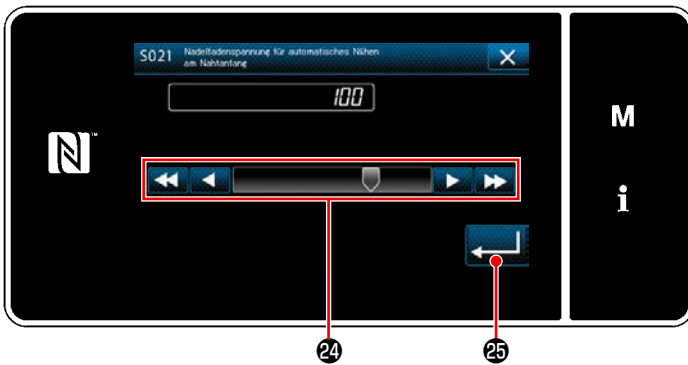 S021 Nadelfadenspannung für automatisches Nähen
am Nahtanfang
100
M
i
㉔ ㉕